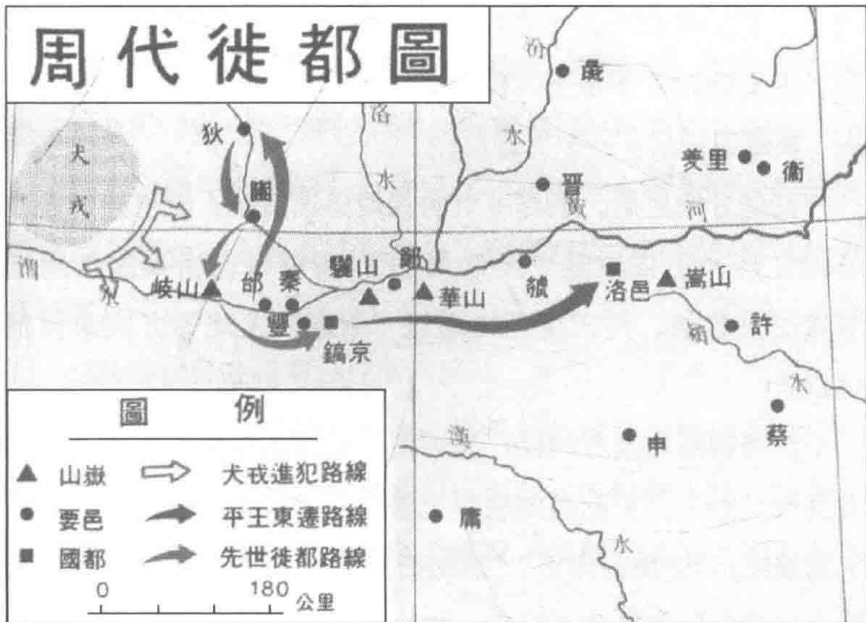 周代徙都圖
汾水
洛水
犬戎
狄
豳
晉
羑里
衛
黃河
渭水
岐山
邰
秦
豐
鎬京
驪山
華山
虢
洛邑
嵩山
許
潁水
蔡
申
漢水
庸
圖例
山嶽
犬戎進犯路線
要邑
平王東遷路線
國都
先世徙都路線
0 180 公里